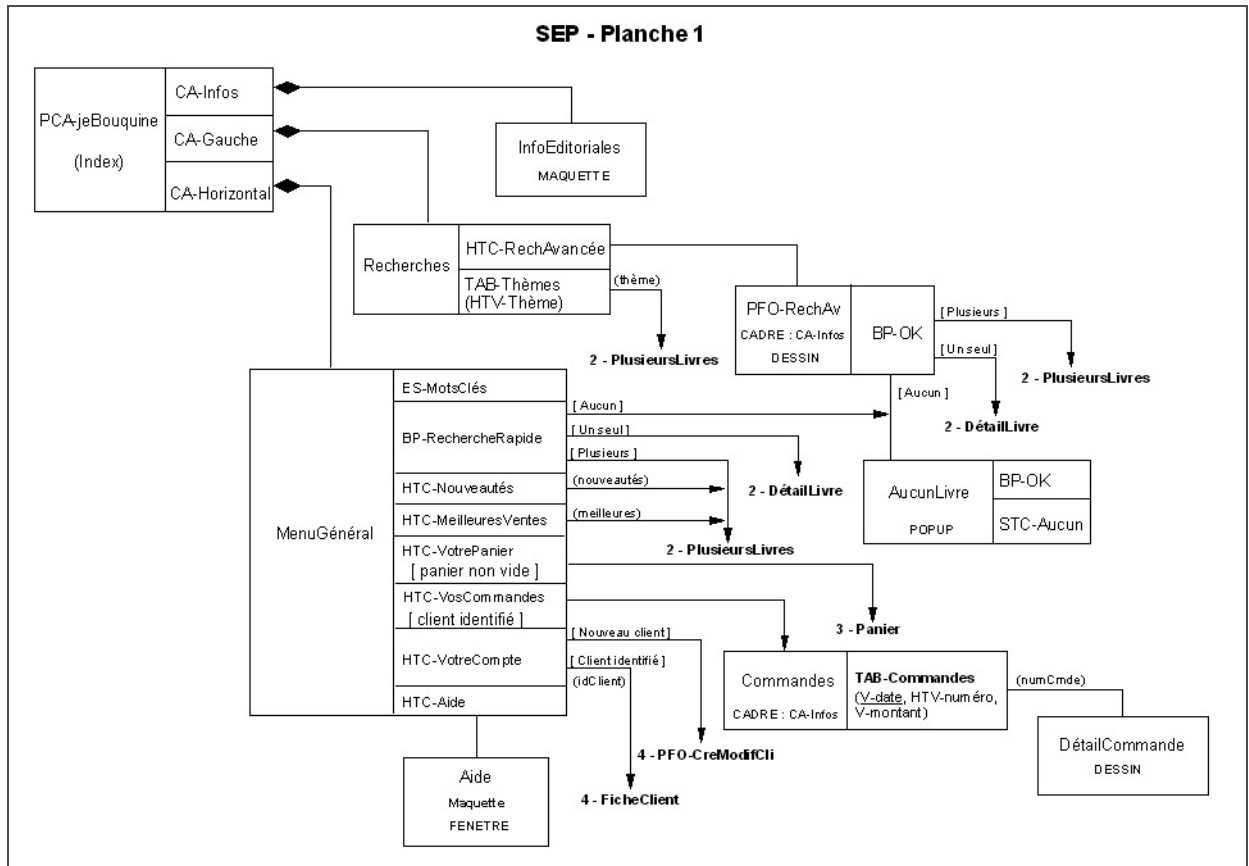 SEP - Planche 1
PCA-jeBouquine
(Index)
CA-Infos
CA-Gauche
CA-Horizontal
InfoEditoriales
MAQUETTE
Recherches
HTC-RechAvancée
TAB-Thèmes
(HTV-Thème)
(thème)
2 - PlusieursLivres
PFO-RechAv
CADRE : CA-Infos
DESSIN
BP-OK
[ Plusieurs ]
[Un seul]
2 - PlusieursLivres
[Aucun ]
2 - DétailLivre
MenuGénéral
ES-MotsClés
BP-RechercheRapide
[ Aucun ]
[ Un seul ]
[ Plusieurs ]
HTC-Nouveautés
(nouveautés)
2 - DétailLivre
HTC-MeilleuresVentes
(meilleures)
2 - PlusieursLivres
AucunLivre
POPUP
BP-OK
STC-Aucun
HTC-VotrePanier
[ panier non vide ]
HTC-VosCommandes
[ client identifié ]
3 - Panier
HTC-VotreCompte
[ Nouveau client]
[ Client identifié ]
(idClient)
HTC-Aide
Commandes
CADRE : CA-Infos
TAB-Commandes
(V-date, HTV-numéro,
V-montant)
(numCmde)
DétailCommande
DESSIN
4 - PFO-CreModifCli
Aide
Maquette
FENETRE
4 - FicheClient